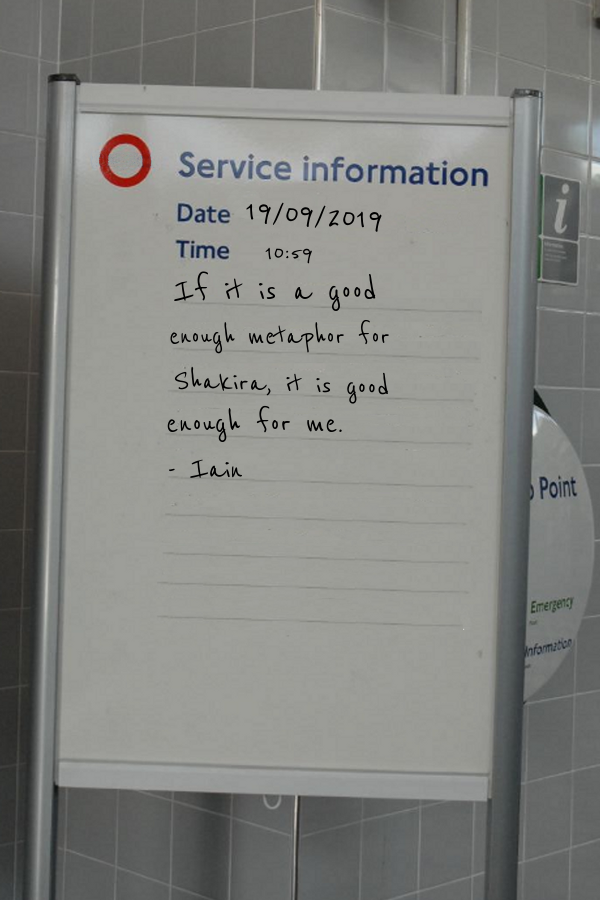 Service information
Date 19/09/2019
Time 10:59
If it is a good
enough metaphor for
Shakira, it is good
enough for me.
- Iain
i
Point
Emergency
Information